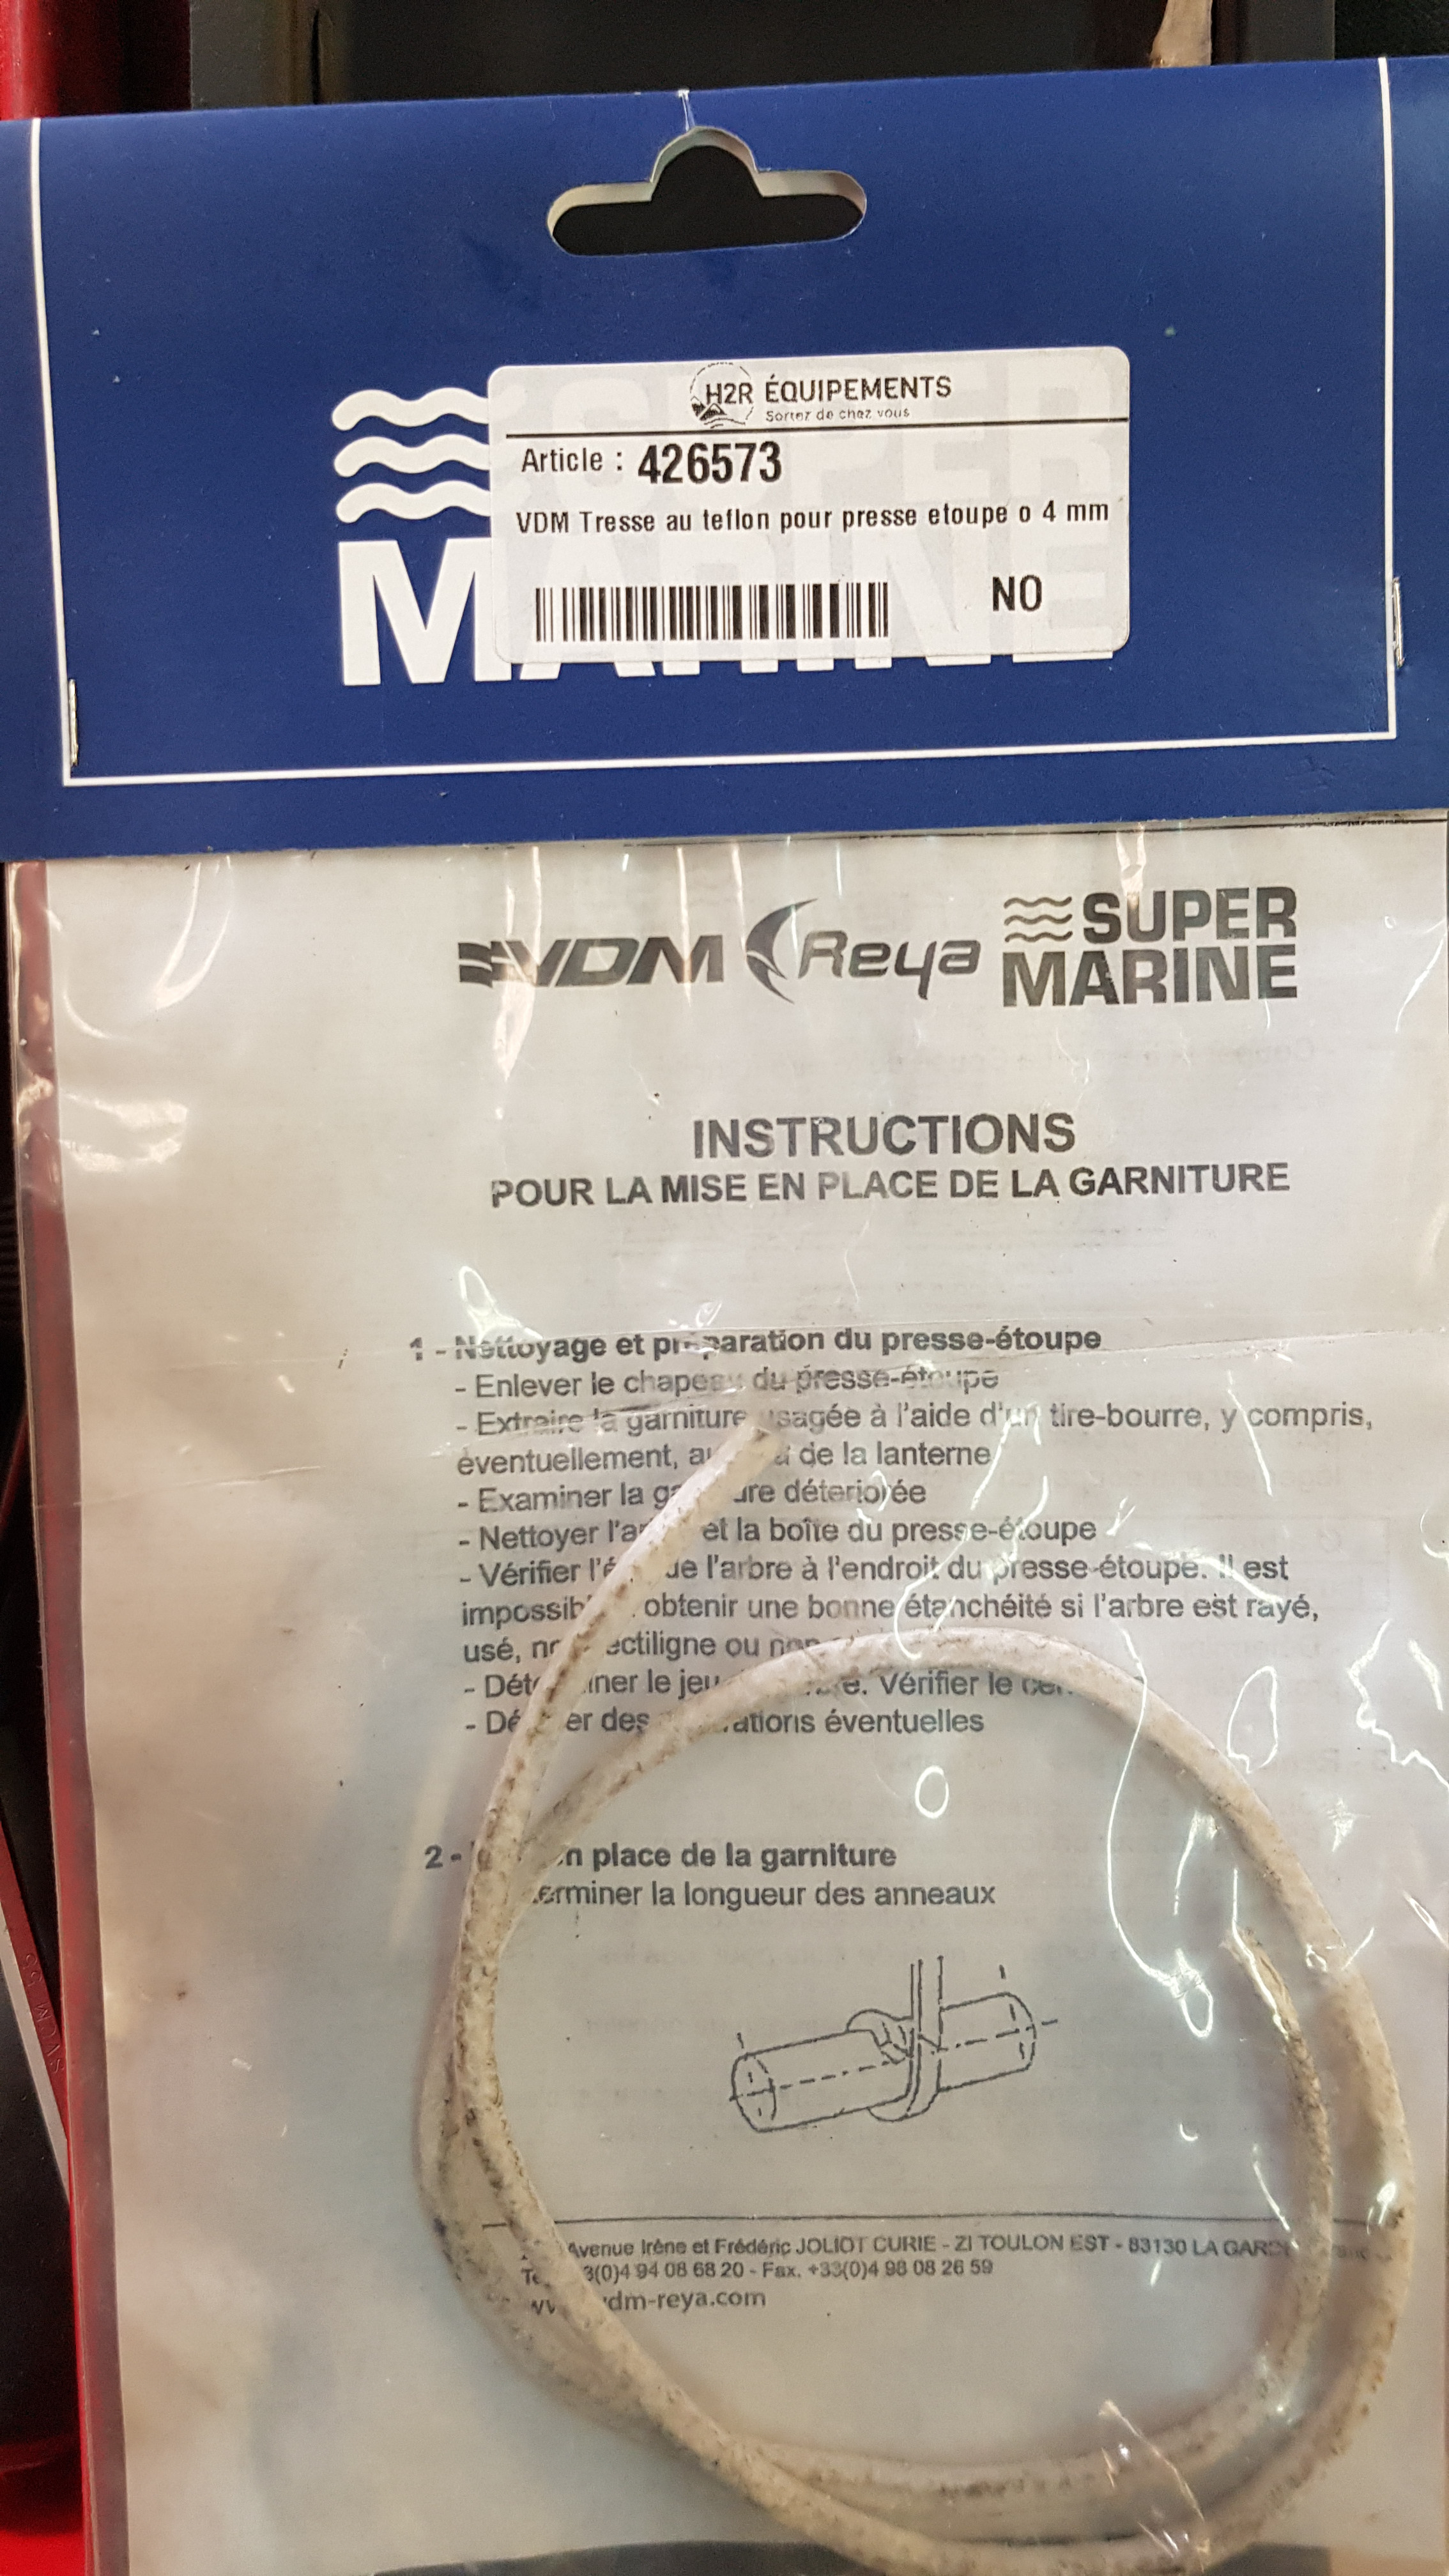 H2R ÉQUIPEMENTS
Sortez de chez vous
Article : 426573
VDM Tresse au teflon pour presse etoupe o 4 mm
NO
MARINE
VDM Reya SUPER MARINE
INSTRUCTIONS
POUR LA MISE EN PLACE DE LA GARNITURE
1 - Nettoyage et préparation du presse-étoupe
- Enlever le chapeau du presse-étoupe
- Extraire la garniture usagée à l'aide d'un tire-bourre, y compris,
éventuellement, de la lanterne
- Examiner la garniture déteriorée
- Nettoyer l'arbre et la boîte du presse-étoupe
- Vérifier l'état de l'arbre à l'endroit du presse-étoupe. Il est
impossible obtenir une bonne étanchéité si l'arbre est rayé,
usé, non rectiligne ou non
- Déterminer le jeu Vérifier le
- des éventuelles
2 - en place de la garniture
la longueur des anneaux
Avenue Irène et Frédéric JOLIOT CURIE - ZI TOULON EST - 83130 LA
3(0)4 94 08 68 20 - Fax. +33(0)4 98 08 26 59
vdm-reya.com